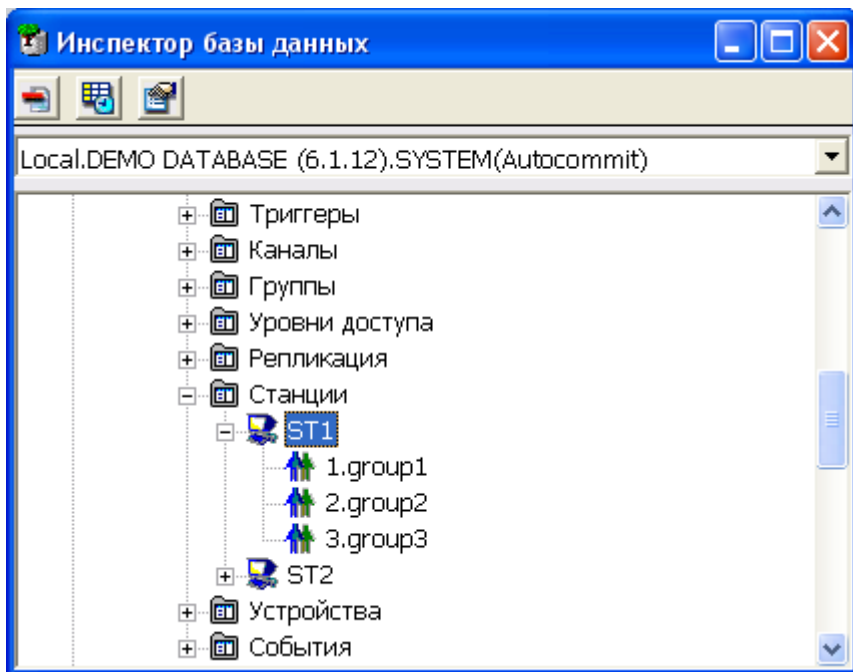 Инспектор базы данных
Local.DEMO DATABASE (6.1.12).SYSTEM(Autocommit)
Триггеры
Каналы
Группы
Уровни доступа
Репликация
Станции
ST1
1.group1
2.group2
3.group3
ST2
Устройства
События